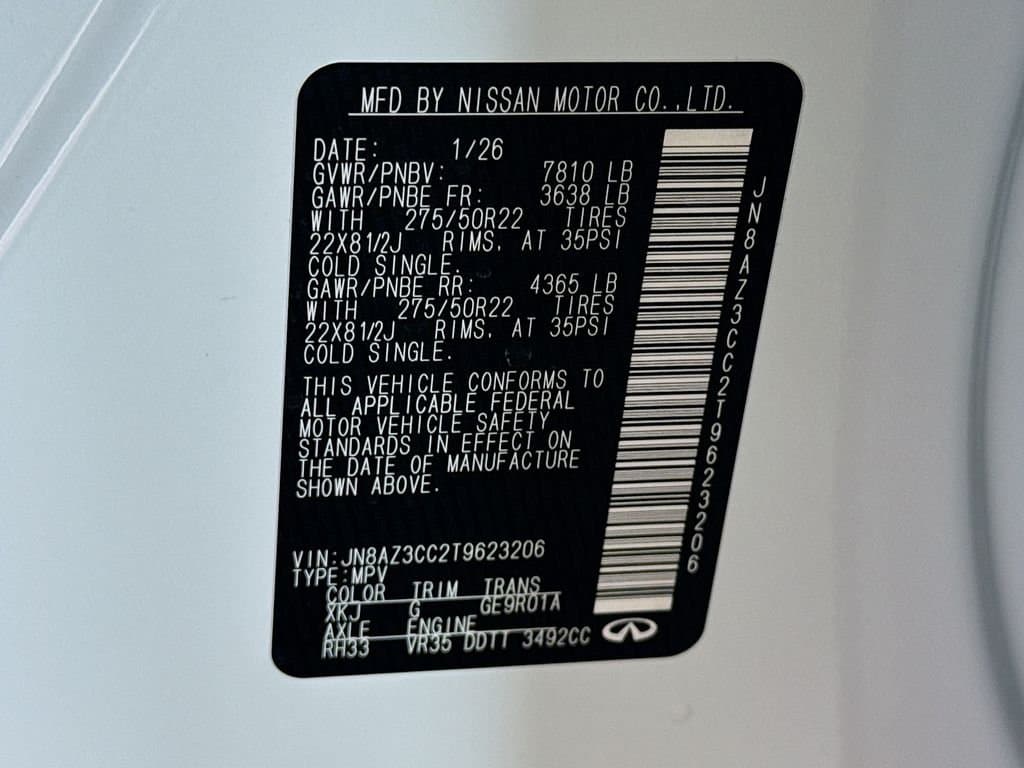 MFD BY NISSAN MOTOR CO.,LTD.
DATE: 1/26
GVWR/PNBV: 7810 LB
GAWR/PNBE FR: 3638 LB
WITH 275/50R22 TIRES
22X81/2J RIMS, AT 35PSI
COLD SINGLE.
GAWR/PNBE RR: 4365 LB
WITH 275/50R22 TIRES
22X81/2J RIMS, AT 35PSI
COLD SINGLE.
THIS VEHICLE CONFORMS TO
ALL APPLICABLE FEDERAL
MOTOR VEHICLE SAFETY
STANDARDS IN EFFECT ON
THE DATE OF MANUFACTURE
SHOWN ABOVE.
VIN:JN8AZ3CC2T9623206
TYPE:MPV
COLOR TRIM TRANS
XKJ G GE9R01A
AXLE ENGINE
RH33 VR35 DDTT 3492CC
JN8AZ3CC2T9623206